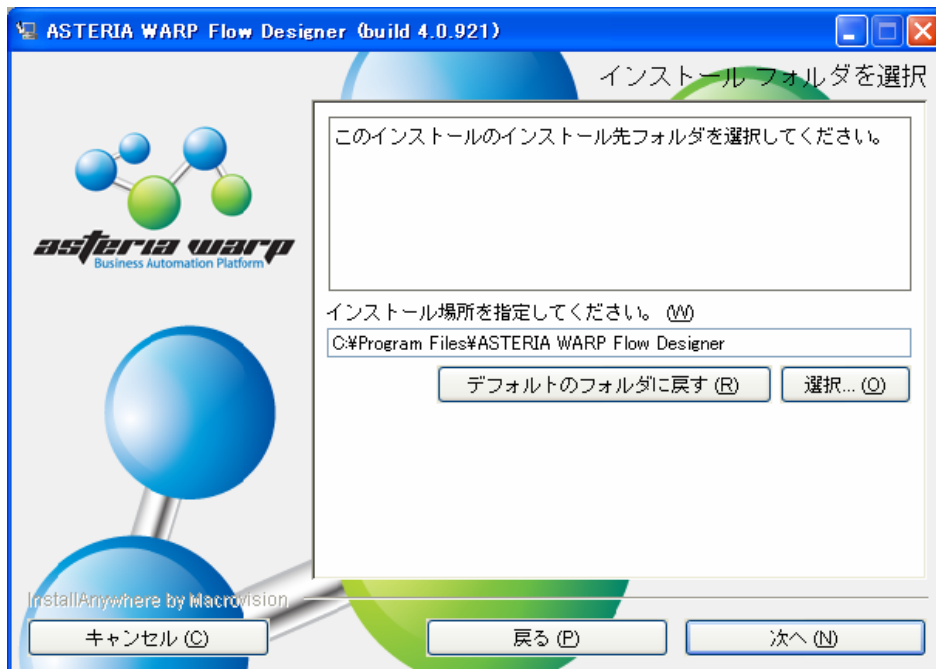 ASTERIA WARP Flow Designer (build 4.0.921)
インストール フォルダを選択
asteria warp
Business Automation Platform
このインストールのインストール先フォルダを選択してください。
インストール場所を指定してください。 (W)
C:¥Program Files¥ASTERIA WARP Flow Designer
デフォルトのフォルダに戻す (R)
選択... (O)
InstallAnywhere by Macrovision
キャンセル (C)
戻る (P)
次へ (N)